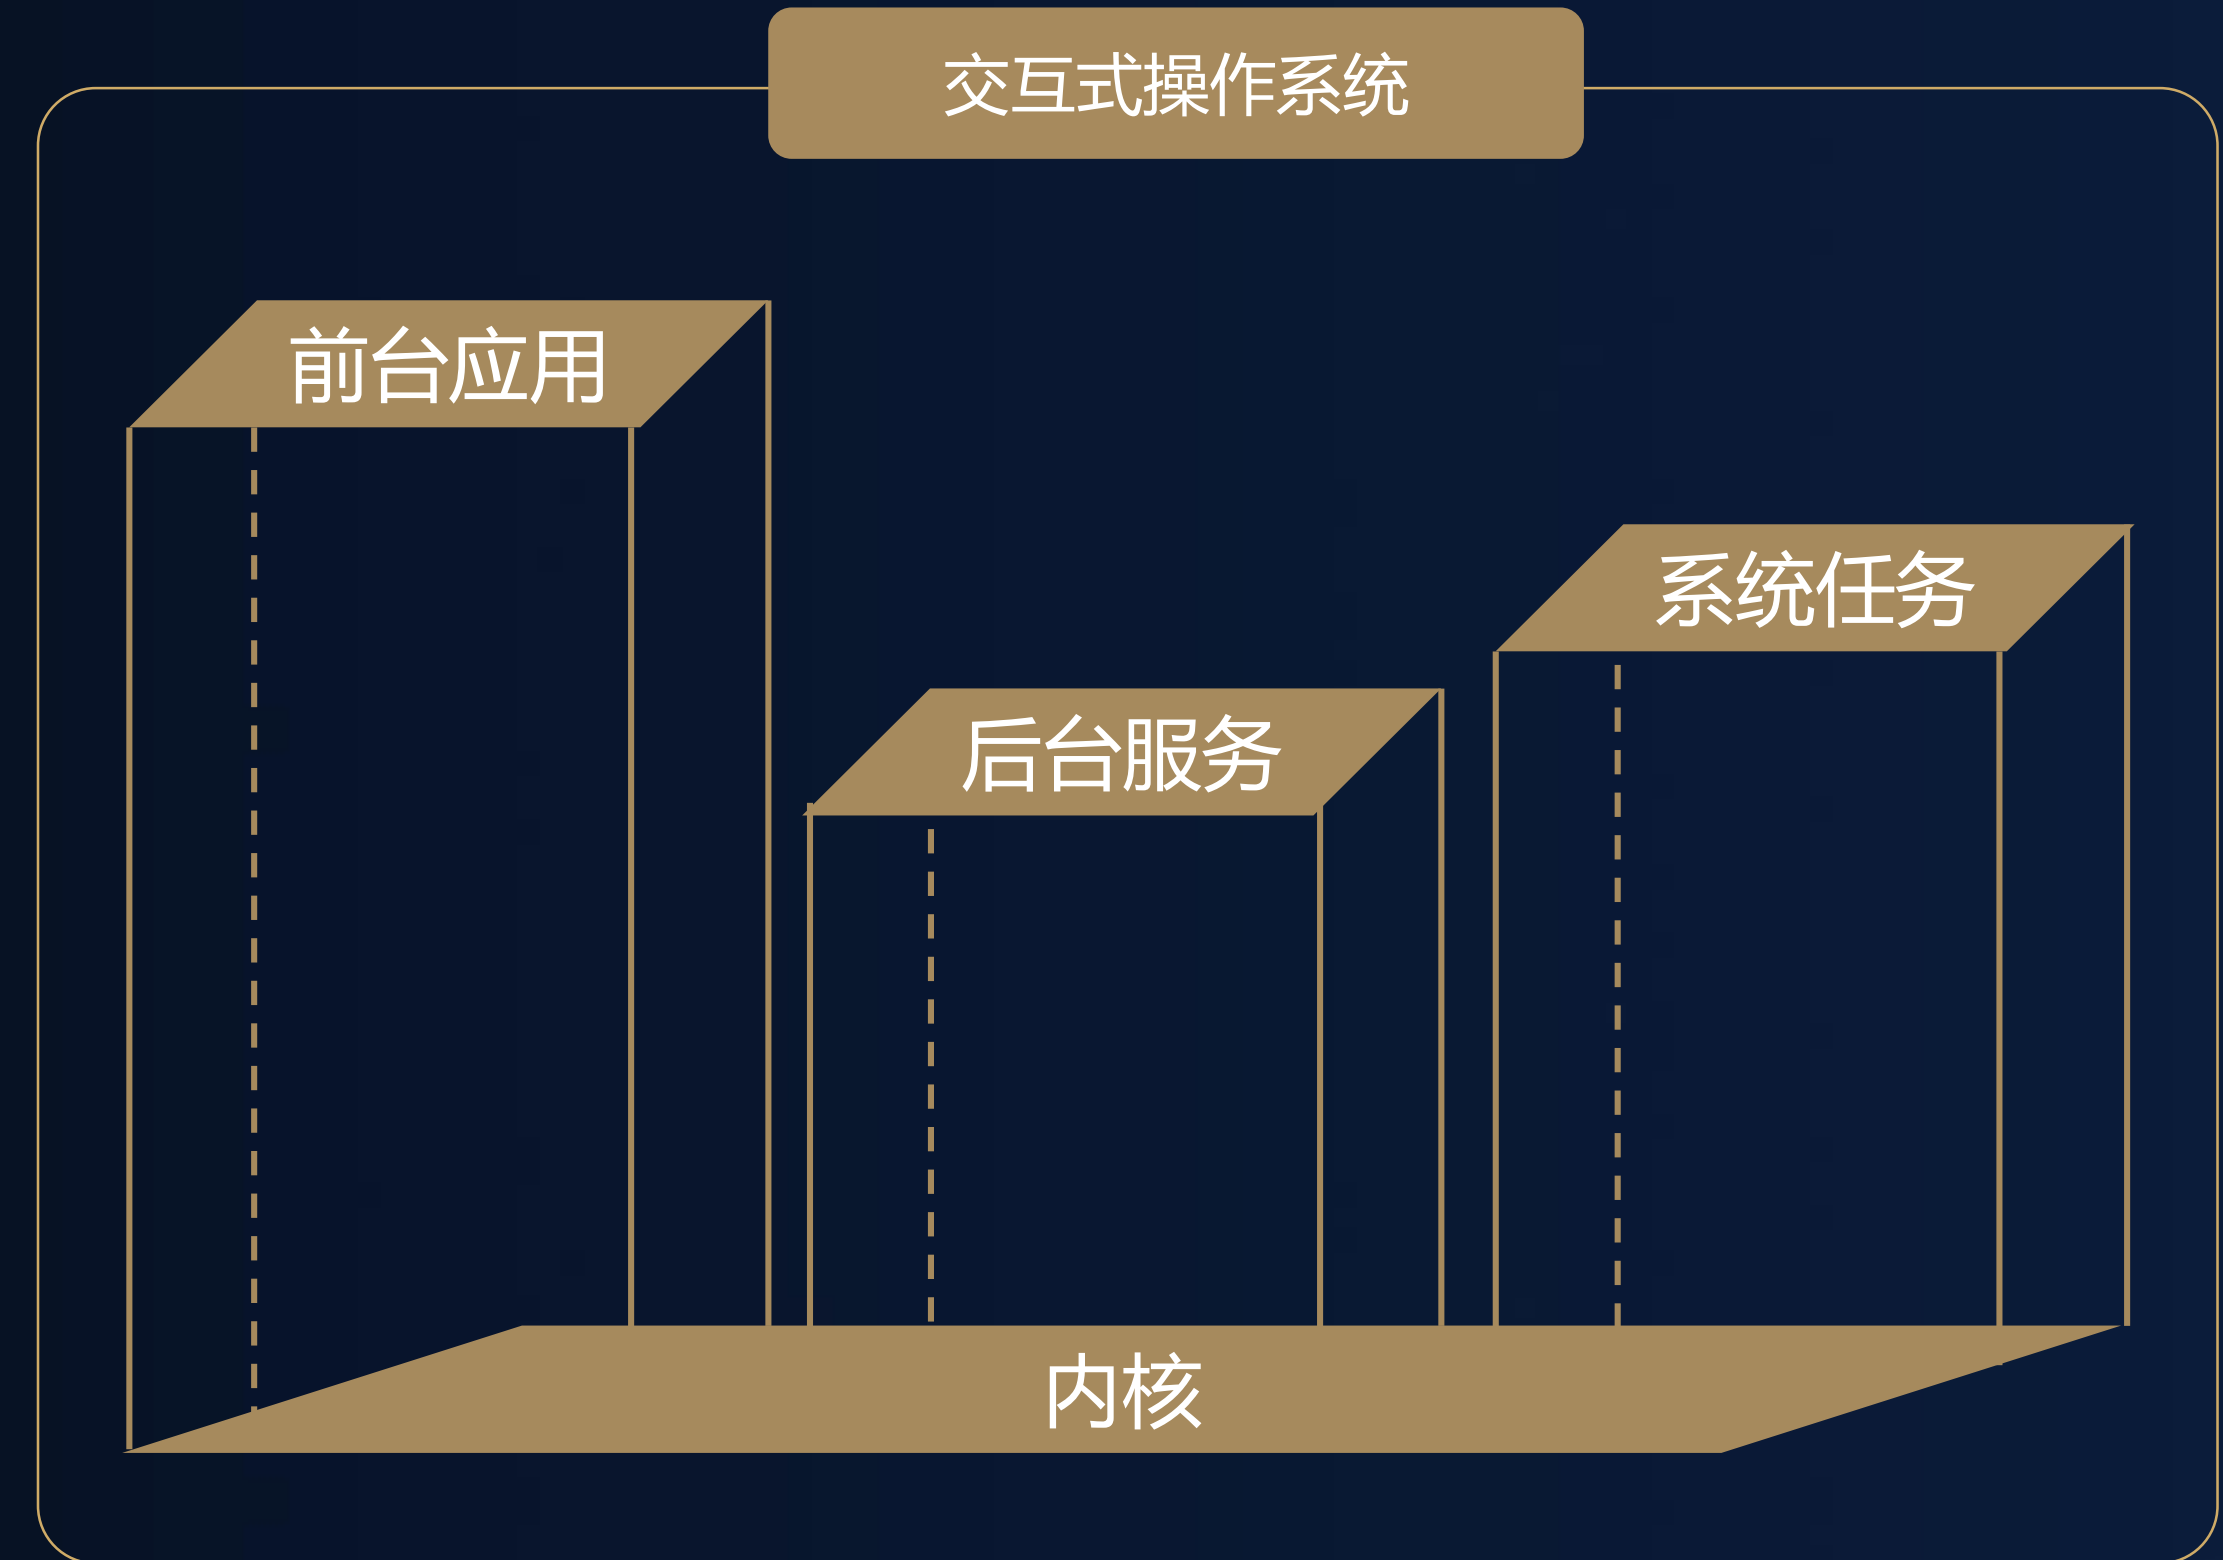 交互式操作系统
前台应用
系统任务
后台服务
内核